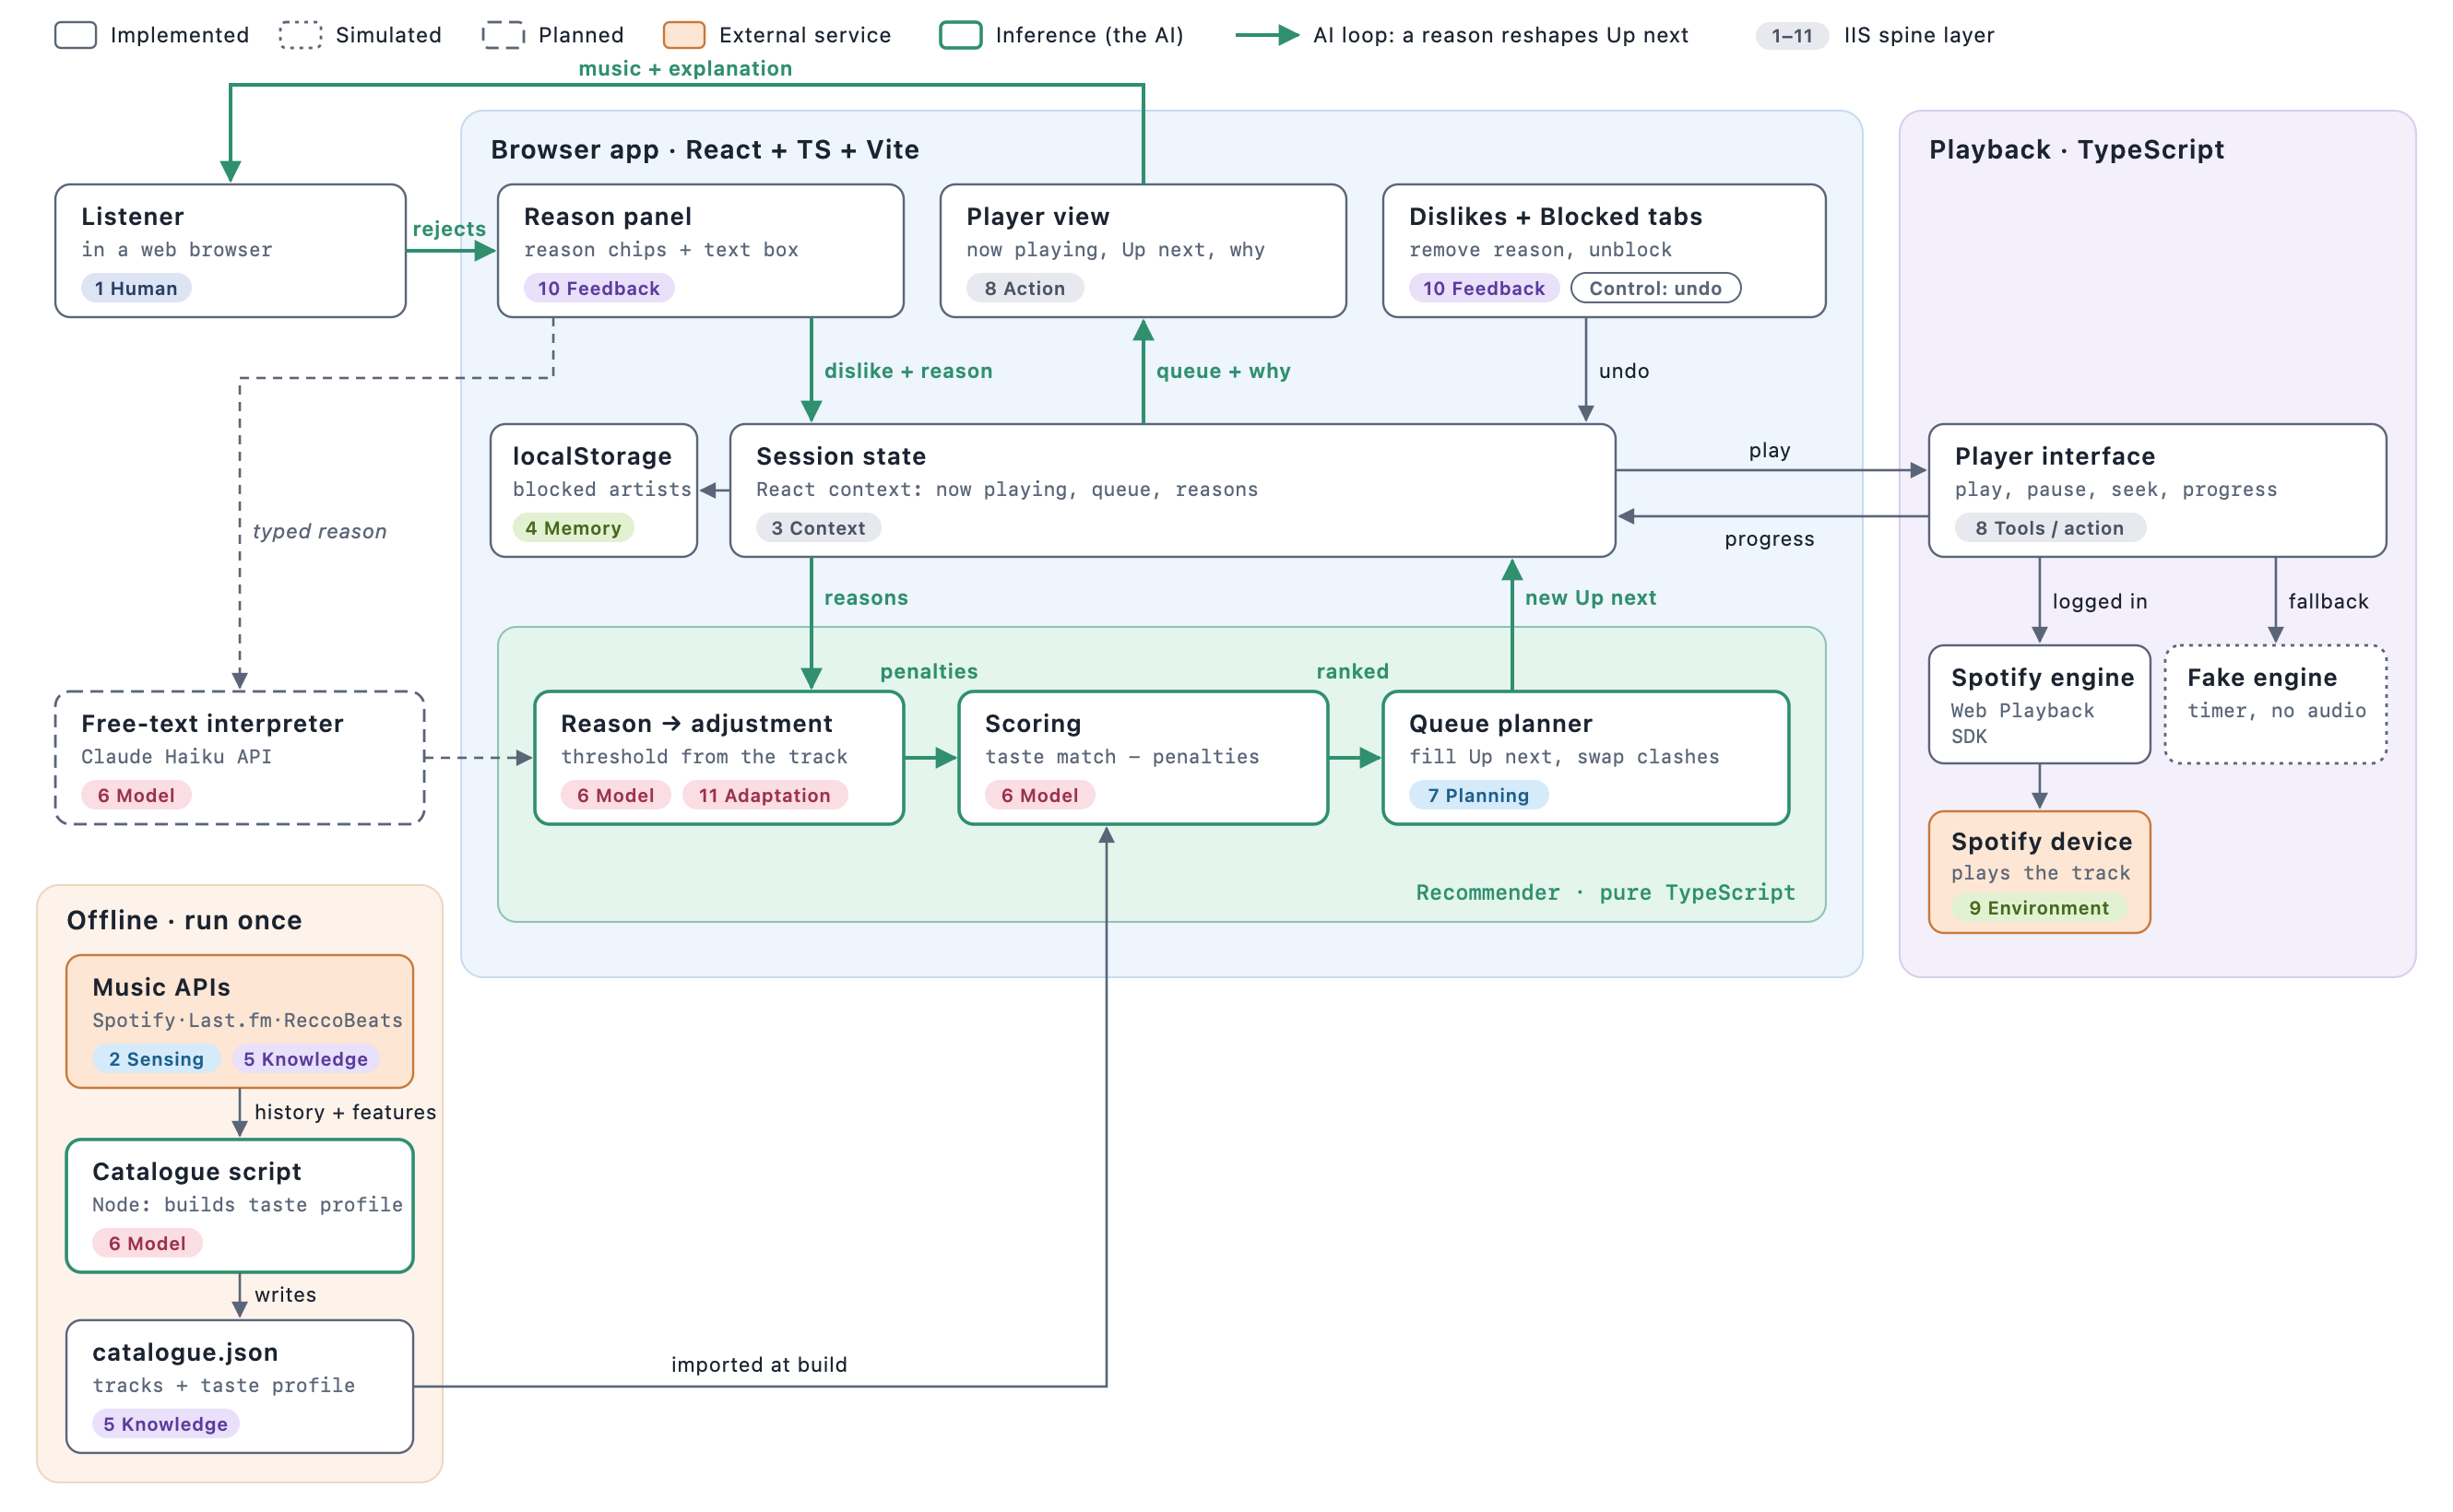 Implemented
Simulated
Planned
External service
Inference (the AI)
AI loop: a reason reshapes Up next
1–11
IIS spine layer
music + explanation
Browser app · React + TS + Vite
Playback · TypeScript
Listener
in a web browser
1 Human
rejects
Reason panel
reason chips + text box
10 Feedback
Player view
now playing, Up next, why
8 Action
Dislikes + Blocked tabs
remove reason, unblock
10 Feedback
Control: undo
dislike + reason
queue + why
undo
typed reason
localStorage
blocked artists
4 Memory
Session state
React context: now playing, queue, reasons
3 Context
play
progress
Player interface
play, pause, seek, progress
8 Tools / action
reasons
new Up next
logged in
fallback
penalties
ranked
Free-text interpreter
Claude Haiku API
6 Model
Reason → adjustment
threshold from the track
6 Model
11 Adaptation
Scoring
taste match − penalties
6 Model
Queue planner
fill Up next, swap clashes
7 Planning
Spotify engine
Web Playback
SDK
Fake engine
timer, no audio
Recommender · pure TypeScript
Spotify device
plays the track
9 Environment
Offline · run once
Music APIs
Spotify·Last.fm·ReccoBeats
2 Sensing
5 Knowledge
history + features
Catalogue script
Node: builds taste profile
6 Model
writes
catalogue.json
tracks + taste profile
5 Knowledge
imported at build